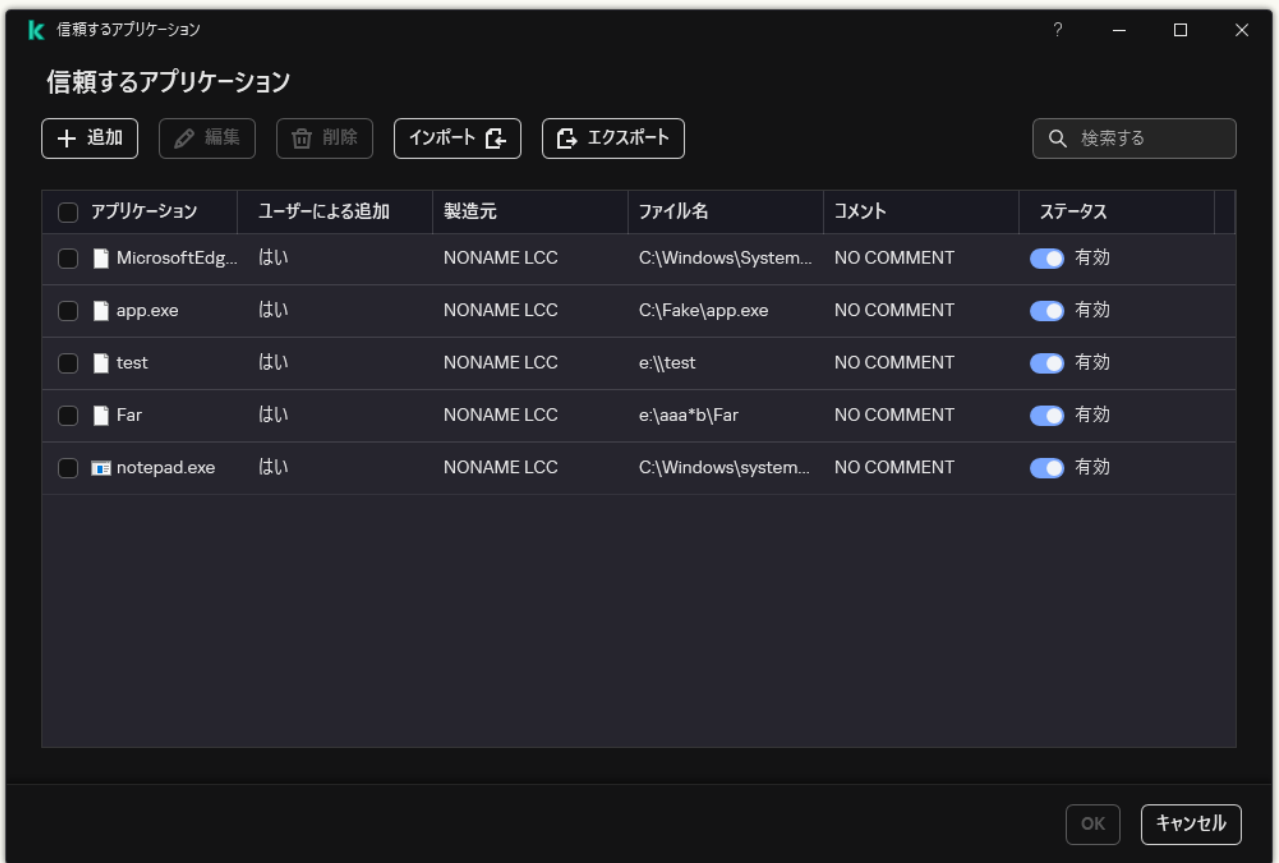 信頼するアプリケーション
信頼するアプリケーション
追加 編集 削除 インポート エクスポート 検索する
アプリケーション ユーザーによる追加 製造元 ファイル名 コメント ステータス
MicrosoftEdg... はい NONAME LCC C:\Windows\System... NO COMMENT 有効
app.exe はい NONAME LCC C:\Fake\app.exe NO COMMENT 有効
test はい NONAME LCC e:\\test NO COMMENT 有効
Far はい NONAME LCC e:\aaa*b\Far NO COMMENT 有効
notepad.exe はい NONAME LCC C:\Windows\system... NO COMMENT 有効
OK キャンセル